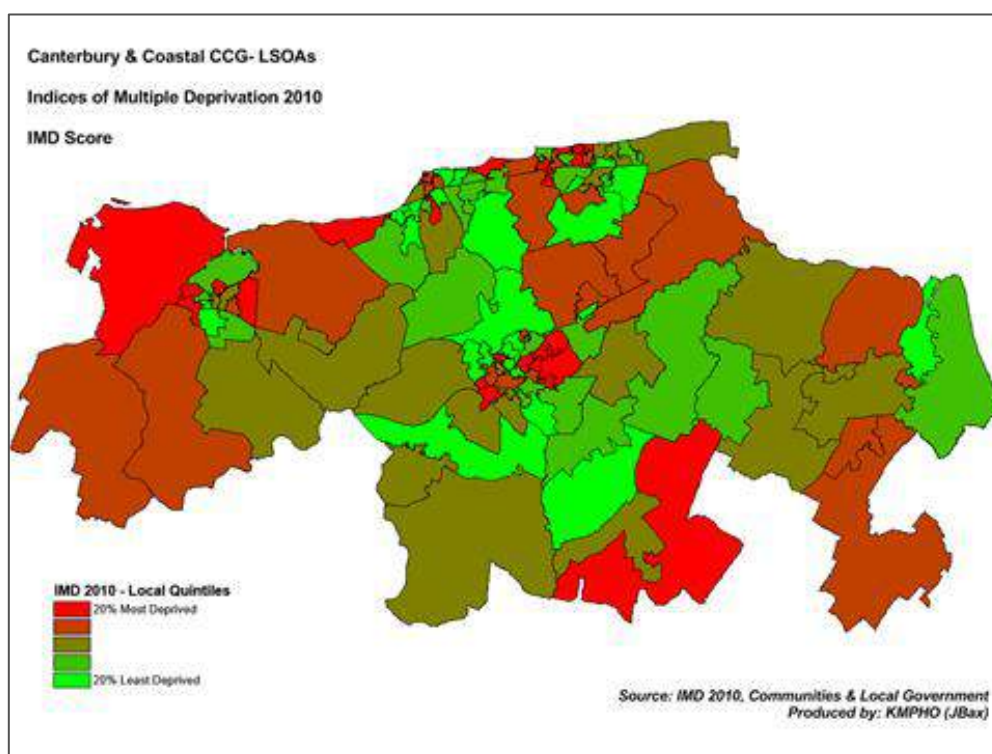 Canterbury & Coastal CCG- LSOAs
Indices of Multiple Deprivation 2010
IMD Score
IMD 2010 - Local Quintiles
20% Most Deprived
20% Least Deprived
Source: IMD 2010, Communities & Local Government
Produced by: KMPHO (JBax)